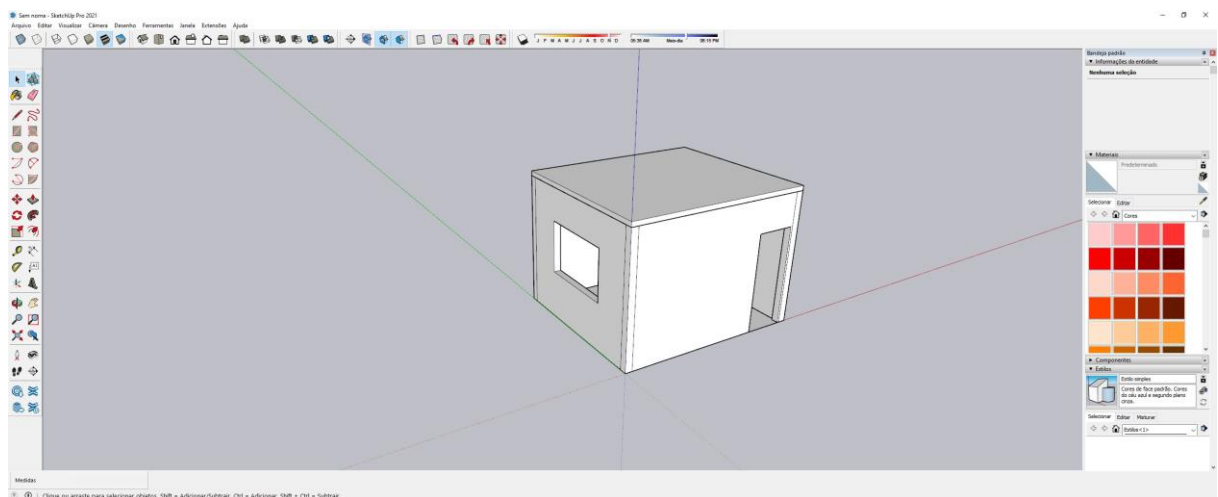 Sem nome - SketchUp Pro 2021
Arquivo Editar Visualizar Câmera Desenho Ferramentas Janela Extensões Ajuda
J F M A M J J A S O N D
Meio-dia
Bandeja padrão
Informações da entidade
Nenhuma seleção
Materiais
Predeterminado
Selecionar Editar
Cores
Componentes
Estilos
Estilo simples
Cores de face padrão. Cores
do céu azul e segundo plano
cinza.
Selecionar Editar Misturar
Estilos<1>
Medidas
Clique ou arraste para selecionar objetos. Shift = Adicionar/Subtrair. Ctrl = Adicionar. Shift + Ctrl = Subtrair.